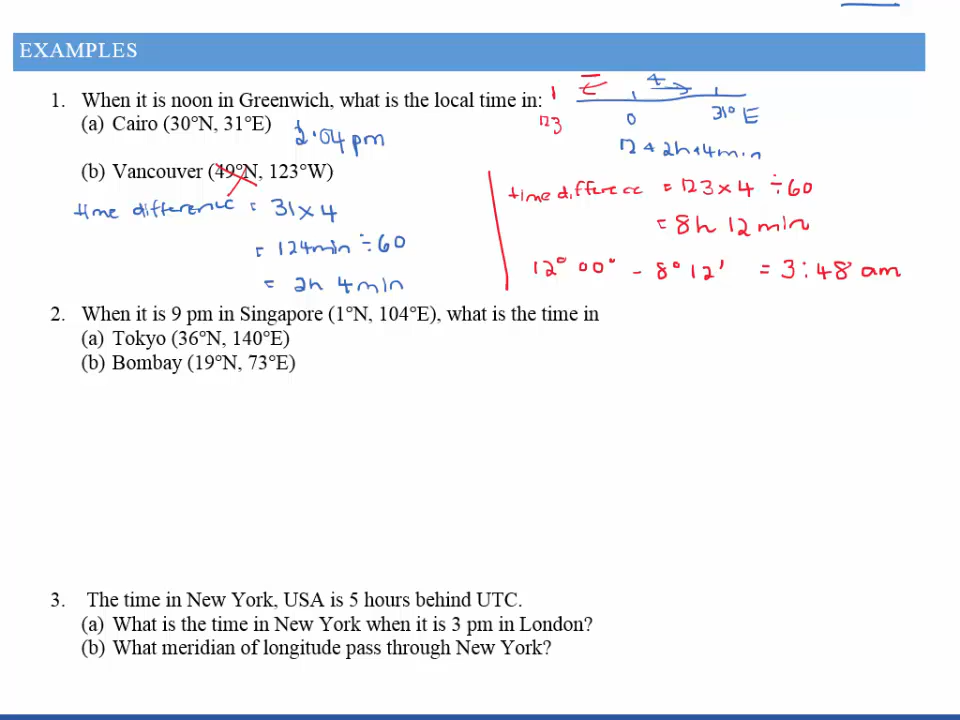 EXAMPLES
1. When it is noon in Greenwich, what is the local time in:
(a) Cairo (30°N, 31°E)
2.04 pm
123 0 31° E
12 + 2h + 4min
(b) Vancouver (49°N, 123°W)
time difference = 31 x 4
= 124 min ÷ 60
= 2h 4min
time difference = 123 x 4 ÷ 60
= 8h 12 min
12° 00° - 8° 12' = 3:48 am
2. When it is 9 pm in Singapore (1°N, 104°E), what is the time in
(a) Tokyo (36°N, 140°E)
(b) Bombay (19°N, 73°E)
3. The time in New York, USA is 5 hours behind UTC.
(a) What is the time in New York when it is 3 pm in London?
(b) What meridian of longitude pass through New York?